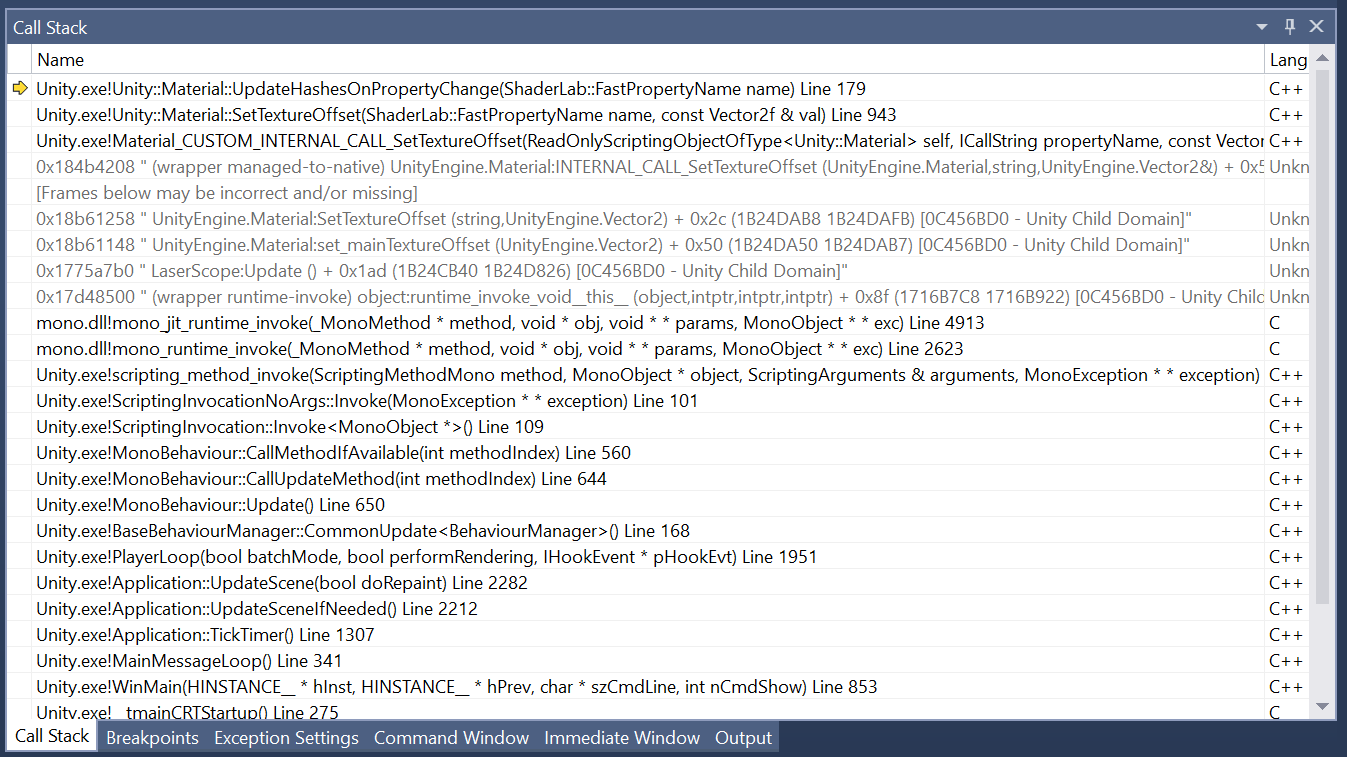 Call Stack
Name Lang
Unity.exe!Unity::Material::UpdateHashesOnPropertyChange(ShaderLab::FastPropertyName name) Line 179 C++
Unity.exe!Unity::Material::SetTextureOffset(ShaderLab::FastPropertyName name, const Vector2f & val) Line 943 C++
Unity.exe!Material_CUSTOM_INTERNAL_CALL_SetTextureOffset(ReadOnlyScriptingObjectOfType<Unity::Material> self, ICallString propertyName, const Vector C++
0x184b4208 " (wrapper managed-to-native) UnityEngine.Material:INTERNAL_CALL_SetTextureOffset (UnityEngine.Material,string,UnityEngine.Vector2&) + 0x5 Unkn
[Frames below may be incorrect and/or missing]
0x18b61258 " UnityEngine.Material:SetTextureOffset (string,UnityEngine.Vector2) + 0x2c (1B24DAB8 1B24DAFB) [0C456BD0 - Unity Child Domain]" Unkn
0x18b61148 " UnityEngine.Material:set_mainTextureOffset (UnityEngine.Vector2) + 0x50 (1B24DA50 1B24DAB7) [0C456BD0 - Unity Child Domain]" Unkn
0x1775a7b0 " LaserScope:Update () + 0x1ad (1B24CB40 1B24D826) [0C456BD0 - Unity Child Domain]" Unkn
0x17d48500 " (wrapper runtime-invoke) object:runtime_invoke_void__this__ (object,intptr,intptr,intptr) + 0x8f (1716B7C8 1716B922) [0C456BD0 - Unity Chilc Unkn
mono.dll!mono_jit_runtime_invoke(_MonoMethod * method, void * obj, void * * params, MonoObject * * exc) Line 4913 C
mono.dll!mono_runtime_invoke(_MonoMethod * method, void * obj, void * * params, MonoObject * * exc) Line 2623 C
Unity.exe!scripting_method_invoke(ScriptingMethodMono method, MonoObject * object, ScriptingArguments & arguments, MonoException * * exception) C++
Unity.exe!ScriptingInvocationNoArgs::Invoke(MonoException * * exception) Line 101 C++
Unity.exe!ScriptingInvocation::Invoke<MonoObject *>() Line 109 C++
Unity.exe!MonoBehaviour::CallMethodIfAvailable(int methodIndex) Line 560 C++
Unity.exe!MonoBehaviour::CallUpdateMethod(int methodIndex) Line 644 C++
Unity.exe!MonoBehaviour::Update() Line 650 C++
Unity.exe!BaseBehaviourManager::CommonUpdate<BehaviourManager>() Line 168 C++
Unity.exe!PlayerLoop(bool batchMode, bool performRendering, IHookEvent * pHookEvt) Line 1951 C++
Unity.exe!Application::UpdateScene(bool doRepaint) Line 2282 C++
Unity.exe!Application::UpdateSceneIfNeeded() Line 2212 C++
Unity.exe!Application::TickTimer() Line 1307 C++
Unity.exe!MainMessageLoop() Line 341 C++
Unity.exe!WinMain(HINSTANCE__ * hInst, HINSTANCE__ * hPrev, char * szCmdLine, int nCmdShow) Line 853 C++
Unity.exe!__tmainCRTStartup() Line 275 C
Call Stack Breakpoints Exception Settings Command Window Immediate Window Output